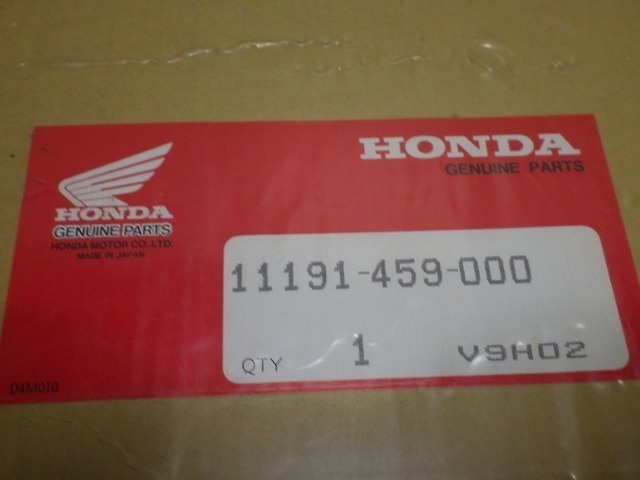 HONDA
GENUINE PARTS
HONDA
GENUINE PARTS
HONDA MOTOR CO., LTD.
MADE IN JAPAN
11191-459-000
QTY 1 V9H02
D4M010